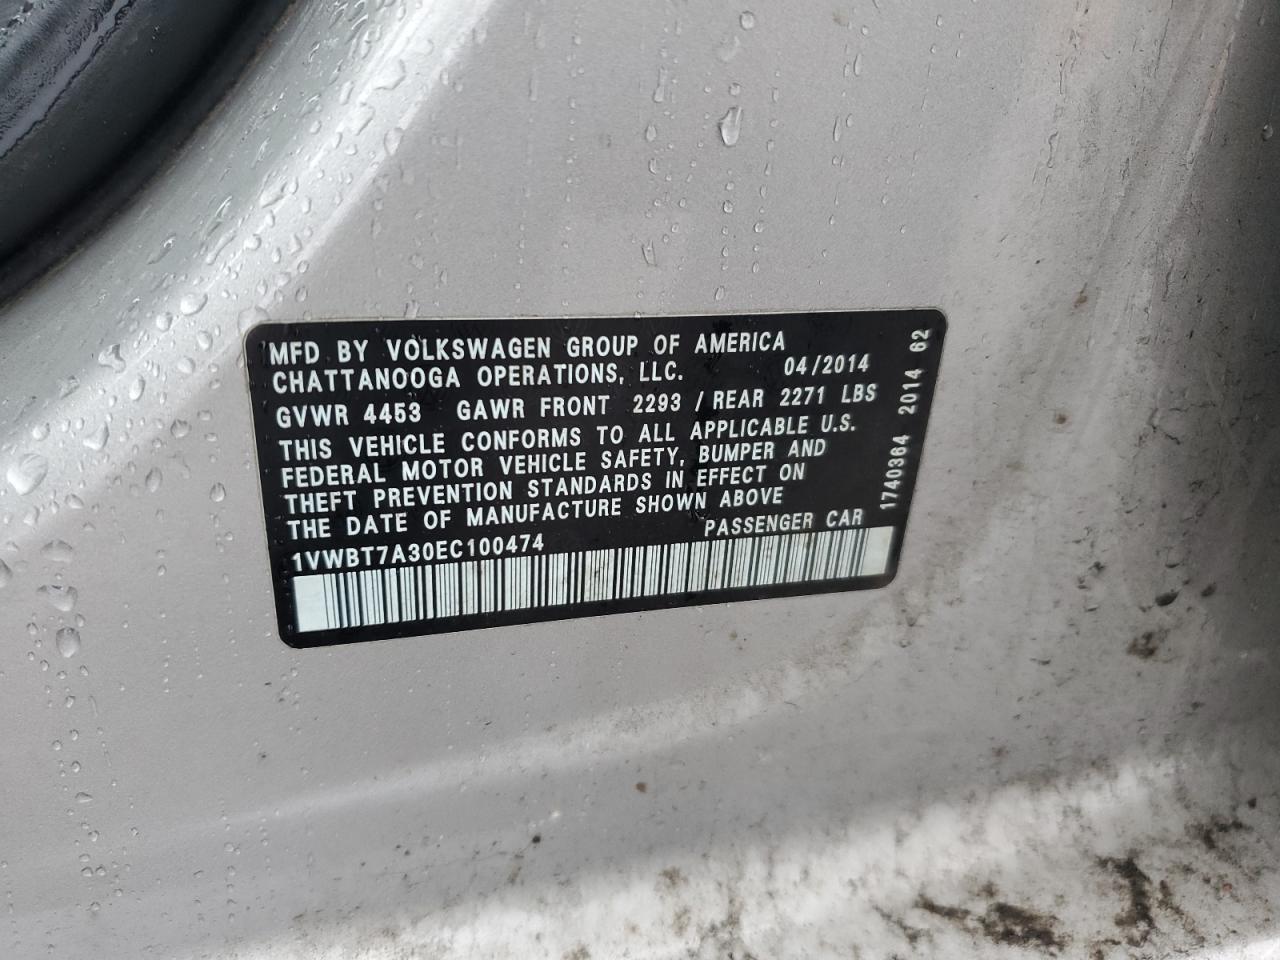 MFD BY VOLKSWAGEN GROUP OF AMERICA
CHATTANOOGA OPERATIONS, LLC. 04/2014
GVWR 4453 GAWR FRONT 2293 / REAR 2271 LBS
THIS VEHICLE CONFORMS TO ALL APPLICABLE U.S.
FEDERAL MOTOR VEHICLE SAFETY, BUMPER AND
THEFT PREVENTION STANDARDS IN EFFECT ON
THE DATE OF MANUFACTURE SHOWN ABOVE
1VWBT7A30EC100474 PASSENGER CAR
1740364 2014 62